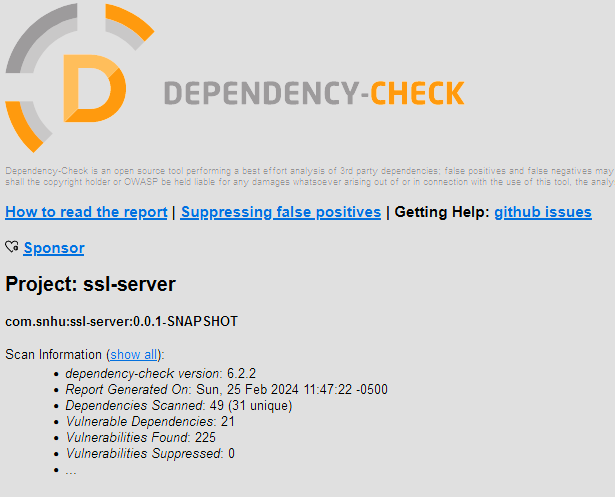 D DEPENDENCY-CHECK
Dependency-Check is an open source tool performing a best effort analysis of 3rd party dependencies; false positives and false negatives may
shall the copyright holder or OWASP be held liable for any damages whatsoever arising out of or in connection with the use of this tool, the analy
How to read the report | Suppressing false positives | Getting Help: github issues
Sponsor
Project: ssl-server
com.snhu:ssl-server:0.0.1-SNAPSHOT
Scan Information (show all):
• dependency-check version: 6.2.2
• Report Generated On: Sun, 25 Feb 2024 11:47:22 -0500
• Dependencies Scanned: 49 (31 unique)
• Vulnerable Dependencies: 21
• Vulnerabilities Found: 225
• Vulnerabilities Suppressed: 0
• ...